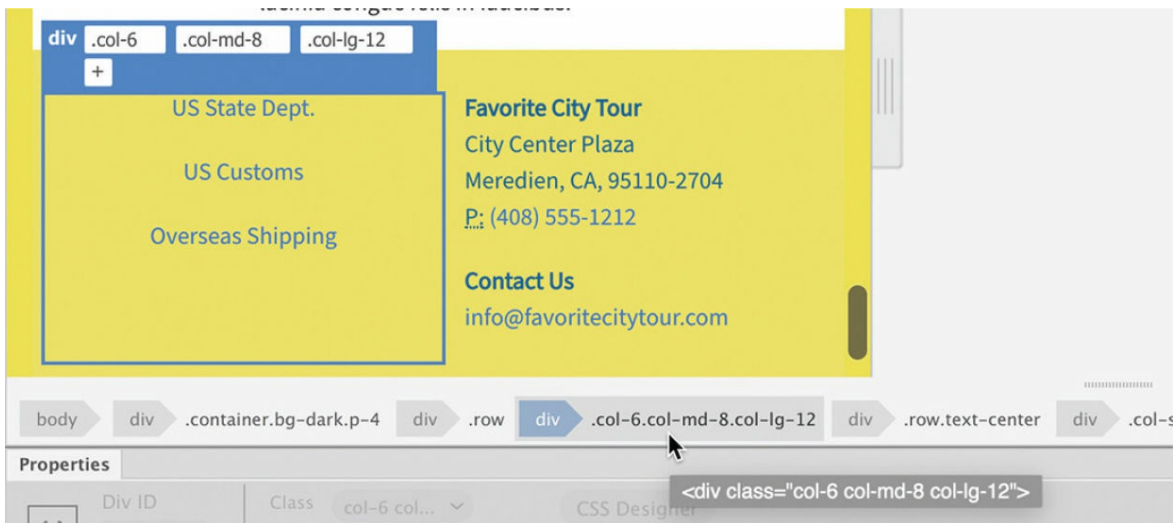 div .col-6 .col-md-8 .col-lg-12
+
US State Dept.
US Customs
Overseas Shipping
Favorite City Tour
City Center Plaza
Meredien, CA, 95110-2704
P: (408) 555-1212
Contact Us
info@favoritecitytour.com
body div .container.bg-dark.p-4 div .row div .col-6.col-md-8.col-lg-12 div .row.text-center div .col-s
Properties
<div class="col-6 col-md-8 col-lg-12">
Div ID Class col-6 col... CSS Designer